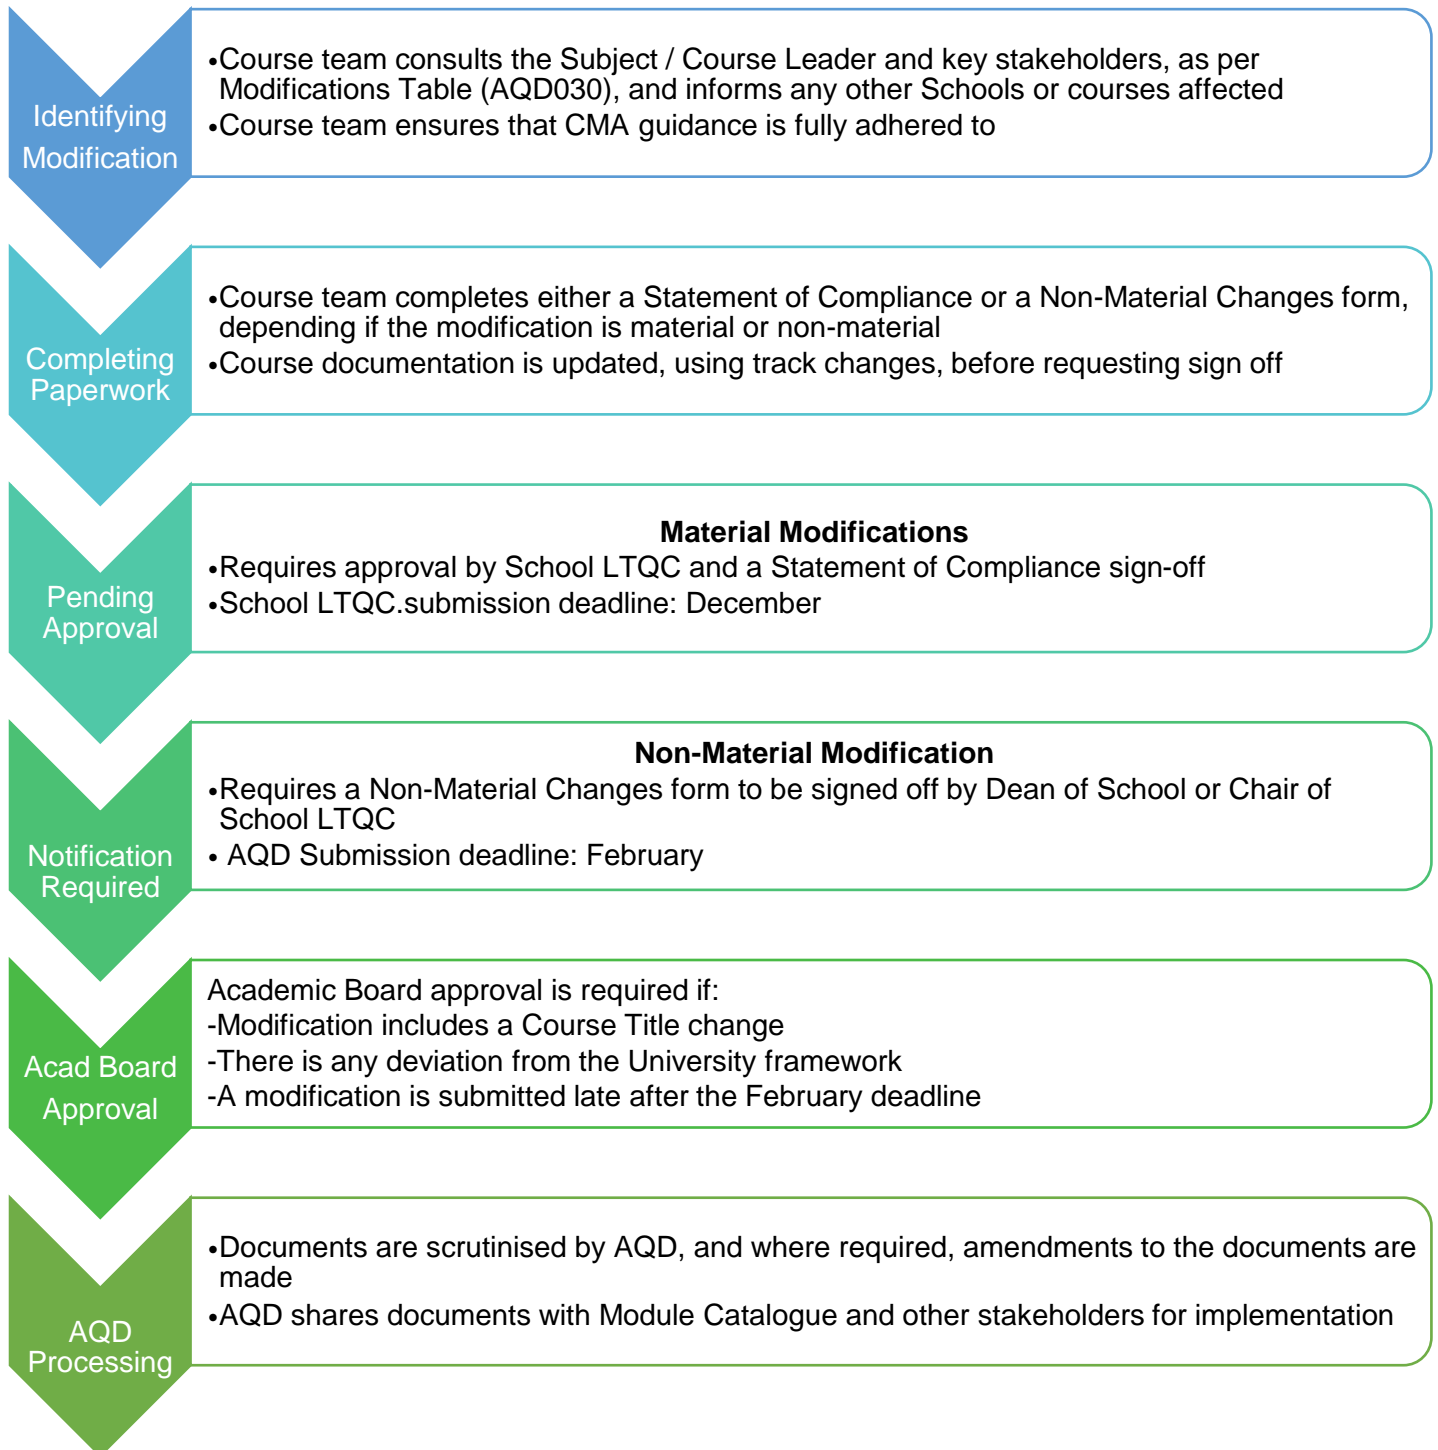 Identifying
Modification
•Course team consults the Subject / Course Leader and key stakeholders, as per
Modifications Table (AQD030), and informs any other Schools or courses affected
•Course team ensures that CMA guidance is fully adhered to
Completing
Paperwork
•Course team completes either a Statement of Compliance or a Non-Material Changes form,
depending if the modification is material or non-material
•Course documentation is updated, using track changes, before requesting sign off
Pending
Approval
Material Modifications
•Requires approval by School LTQC and a Statement of Compliance sign-off
•School LTQC.submission deadline: December
Notification
Required
Non-Material Modification
•Requires a Non-Material Changes form to be signed off by Dean of School or Chair of
School LTQC
• AQD Submission deadline: February
Acad Board
Approval
Academic Board approval is required if:
-Modification includes a Course Title change
-There is any deviation from the University framework
-A modification is submitted late after the February deadline
AQD
Processing
•Documents are scrutinised by AQD, and where required, amendments to the documents are
made
•AQD shares documents with Module Catalogue and other stakeholders for implementation